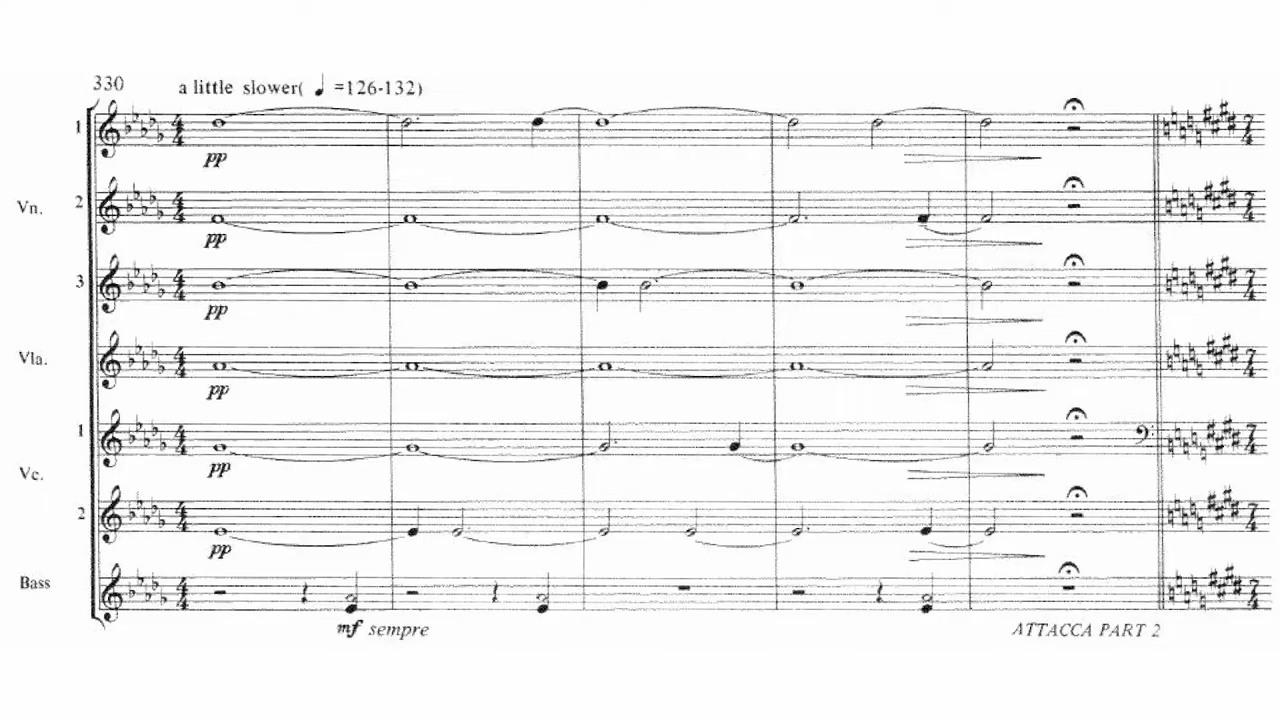 330
a little slower( ♩ =126-132)
1
pp
Vn. 2
pp
3
pp
Vla.
pp
1
pp
Vc.
2
pp
Bass
mf sempre
ATTACCA PART 2